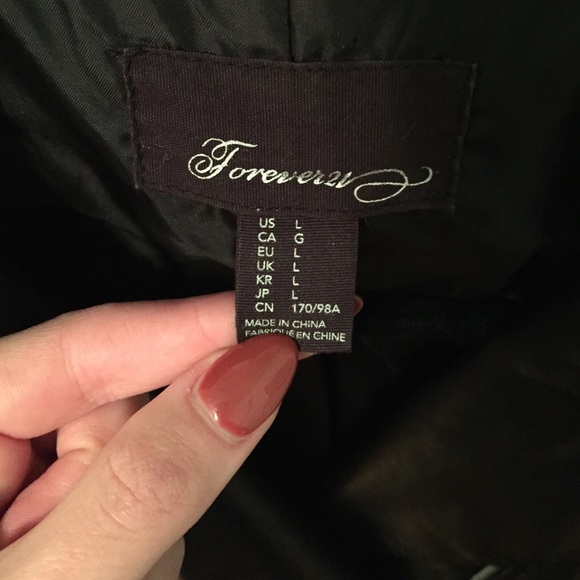 Forever21
US L
CA G
EU L
UK L
KR L
JP L
CN 170/98A
MADE IN CHINA
FABRIQUÉ EN CHINE